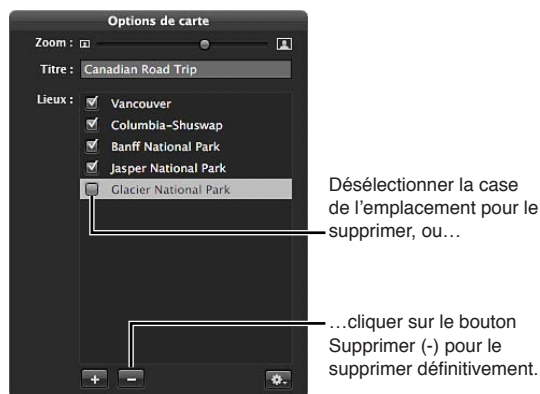 Options de carte
Zoom :
Titre : Canadian Road Trip
Lieux :
Vancouver
Columbia-Shuswap
Banff National Park
Jasper National Park
Glacier National Park
Désélectionner la case
de l’emplacement pour le
supprimer, ou…
…cliquer sur le bouton
Supprimer (-) pour le
supprimer définitivement.